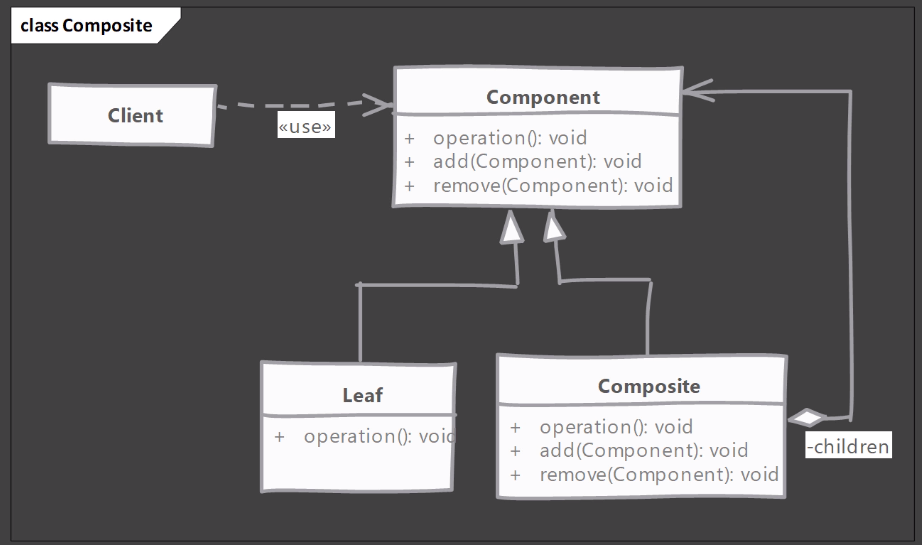 class Composite
Client
«use»
Component
+ operation(): void
+ add(Component): void
+ remove(Component): void
Leaf
+ operation(): void
Composite
+ operation(): void
+ add(Component): void
+ remove(Component): void
-children